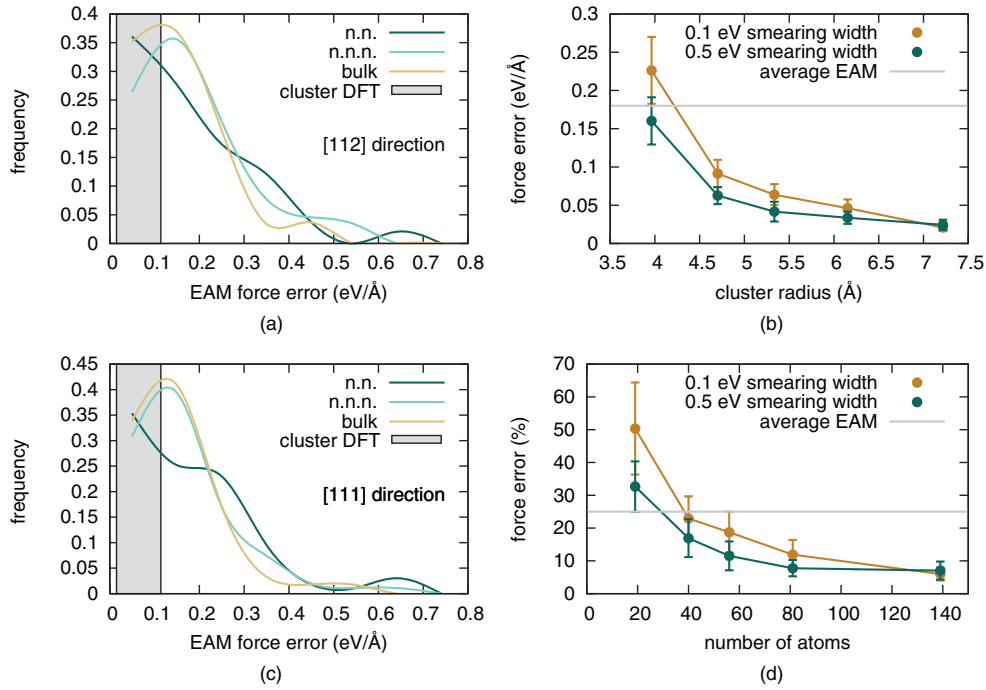 0.4
0.35
0.3
0.25
0.2
0.15
0.1
0.05
0
frequency
n.n.
n.n.n.
bulk
cluster DFT
[112] direction
0 0.1 0.2 0.3 0.4 0.5 0.6 0.7 0.8
EAM force error (eV/Å)
(a)
0.3
0.25
0.2
0.15
0.1
0.05
0
force error (eV/Å)
0.1 eV smearing width
0.5 eV smearing width
average EAM
3.5 4 4.5 5 5.5 6 6.5 7 7.5
cluster radius (Å)
(b)
0.45
0.4
0.35
0.3
0.25
0.2
0.15
0.1
0.05
0
frequency
n.n.
n.n.n.
bulk
cluster DFT
[111] direction
0 0.1 0.2 0.3 0.4 0.5 0.6 0.7 0.8
EAM force error (eV/Å)
(c)
70
60
50
40
30
20
10
0
force error (%)
0.1 eV smearing width
0.5 eV smearing width
average EAM
0 20 40 60 80 100 120 140
number of atoms
(d)